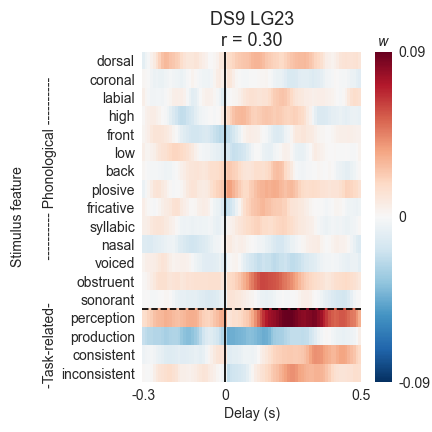 DS9 LG23
r = 0.30
w
Stimulus feature
---------- Phonological ----------
-Task-related-
dorsal
coronal
labial
high
front
low
back
plosive
fricative
syllabic
nasal
voiced
obstruent
sonorant
perception
production
consistent
inconsistent
0.09
0
-0.09
-0.3
0
0.5
Delay (s)